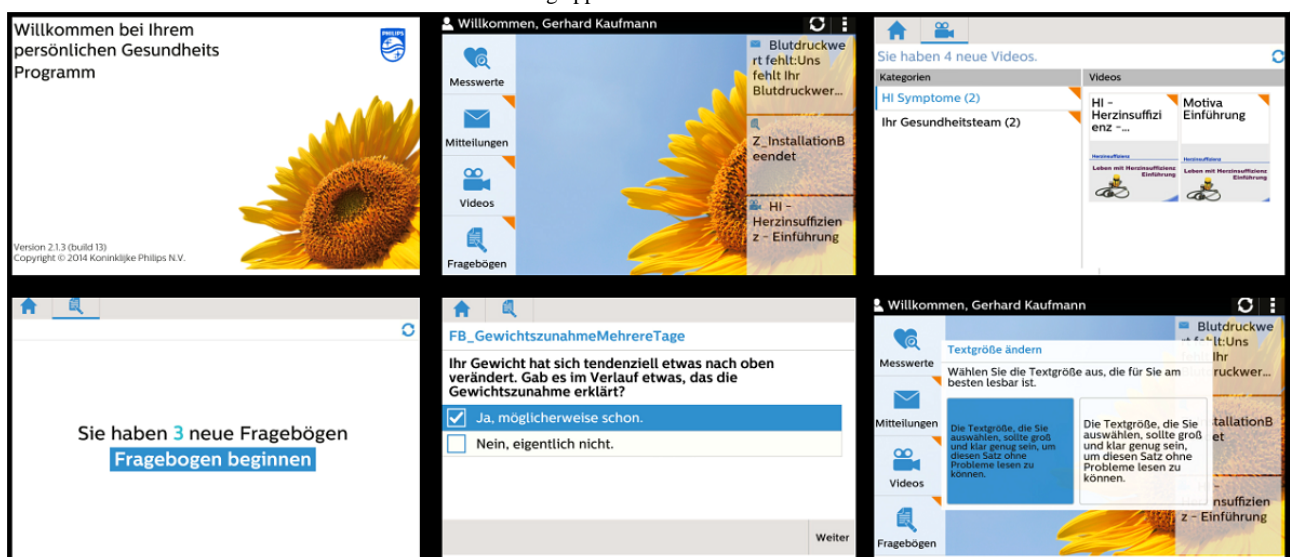 Willkommen bei Ihrem
persönlichen Gesundheits
Programm
PHILIPS
Version 2.1.3 (build 13)
Copyright © 2014 Koninklijke Philips N.V.
Willkommen, Gerhard Kaufmann
Messwerte
Mitteilungen
Videos
Fragebögen
Blutdruckwe
rt fehlt:Uns
fehlt Ihr
Blutdruckwer...
Z_InstallationB
eendet
HI -
Herzinsuffizien
z - Einführung
Sie haben 4 neue Videos.
Kategorien
HI Symptome (2)
Ihr Gesundheitsteam (2)
Videos
HI -
Herzinsuffizi
enz -...
Herzinsuffizienz
Leben mit Herzinsuffizienz
Einführung
Motiva
Einführung
Herzinsuffizienz
Leben mit Herzinsuffizienz
Einführung
Sie haben 3 neue Fragebögen
Fragebogen beginnen
FB_GewichtszunahmeMehrereTage
Ihr Gewicht hat sich tendenziell etwas nach oben
verändert. Gab es im Verlauf etwas, das die
Gewichtszunahme erklärt?
Ja, möglicherweise schon.
Nein, eigentlich nicht.
Weiter
Willkommen, Gerhard Kaufmann
Messwerte
Mitteilungen
Videos
Fragebögen
Textgröße ändern
Wählen Sie die Textgröße aus, die für Sie am
besten lesbar ist.
Die Textgröße, die Sie
auswählen, sollte groß
und klar genug sein, um
diesen Satz ohne
Probleme lesen zu
können.
Die Textgröße, die Sie
auswählen, sollte groß
und klar genug sein,
um diesen Satz ohne
Probleme lesen zu
können.
Blutdruckwe
lt:Uns
Ihr
ruckwer...
tallationB
et
nsuffizien
z - Einführung